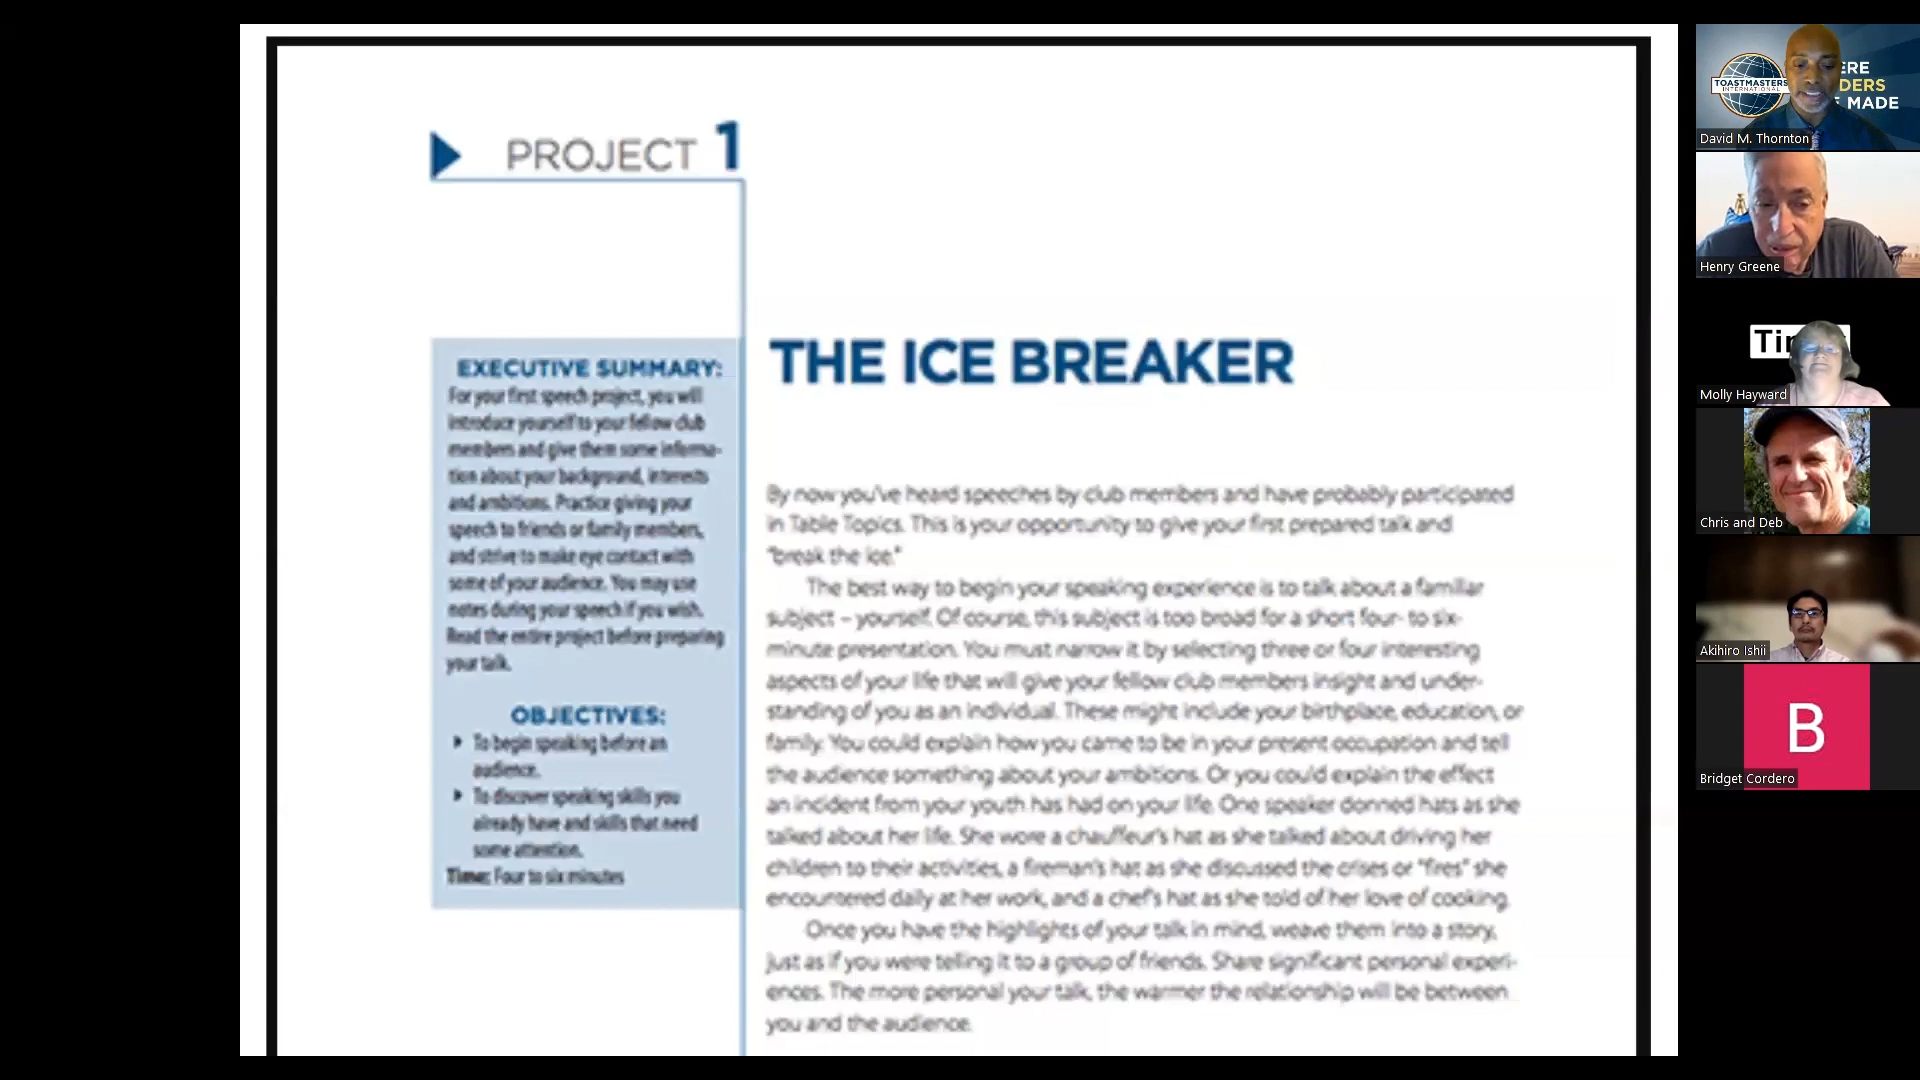 PROJECT 1
EXECUTIVE SUMMARY:
For your first speech project, you will
introduce yourself to your fellow club
members and give them some informa-
tion about your background, interests
and ambitions. Practice giving your
speech to friends or family members,
and strive to make eye contact with
some of your audience. You may use
notes during your speech if you wish.
Read the entire project before preparing
your talk.
OBJECTIVES:
To begin speaking before an
audience.
To discover speaking skills you
already have and skills that need
some attention.
Time: Four to six minutes
THE ICE BREAKER
By now you've heard speeches by club members and have probably participated
in Table Topics. This is your opportunity to give your first prepared talk and
"break the ice."
The best way to begin your speaking experience is to talk about a familiar
subject – yourself. Of course, this subject is too broad for a short four- to six-
minute presentation. You must narrow it by selecting three or four interesting
aspects of your life that will give your fellow club members insight and under-
standing of you as an individual. These might include your birthplace, education, or
family. You could explain how you came to be in your present occupation and tell
the audience something about your ambitions. Or you could explain the effect
an incident from your youth has had on your life. One speaker donned hats as she
talked about her life. She wore a chauffeur's hat as she talked about driving her
children to their activities, a fireman's hat as she discussed the crises or "fires" she
encountered daily at her work, and a chef's hat as she told of her love of cooking.
Once you have the highlights of your talk in mind, weave them into a story,
just as if you were telling it to a group of friends. Share significant personal experi-
ences. The more personal your talk, the warmer the relationship will be between
you and the audience.
TOASTMASTERS
INTERNATIONAL
ERE
DERS
MADE
David M. Thornton
Henry Greene
Ti
Molly Hayward
Chris and Deb
Akihiro Ishii
B
Bridget Cordero